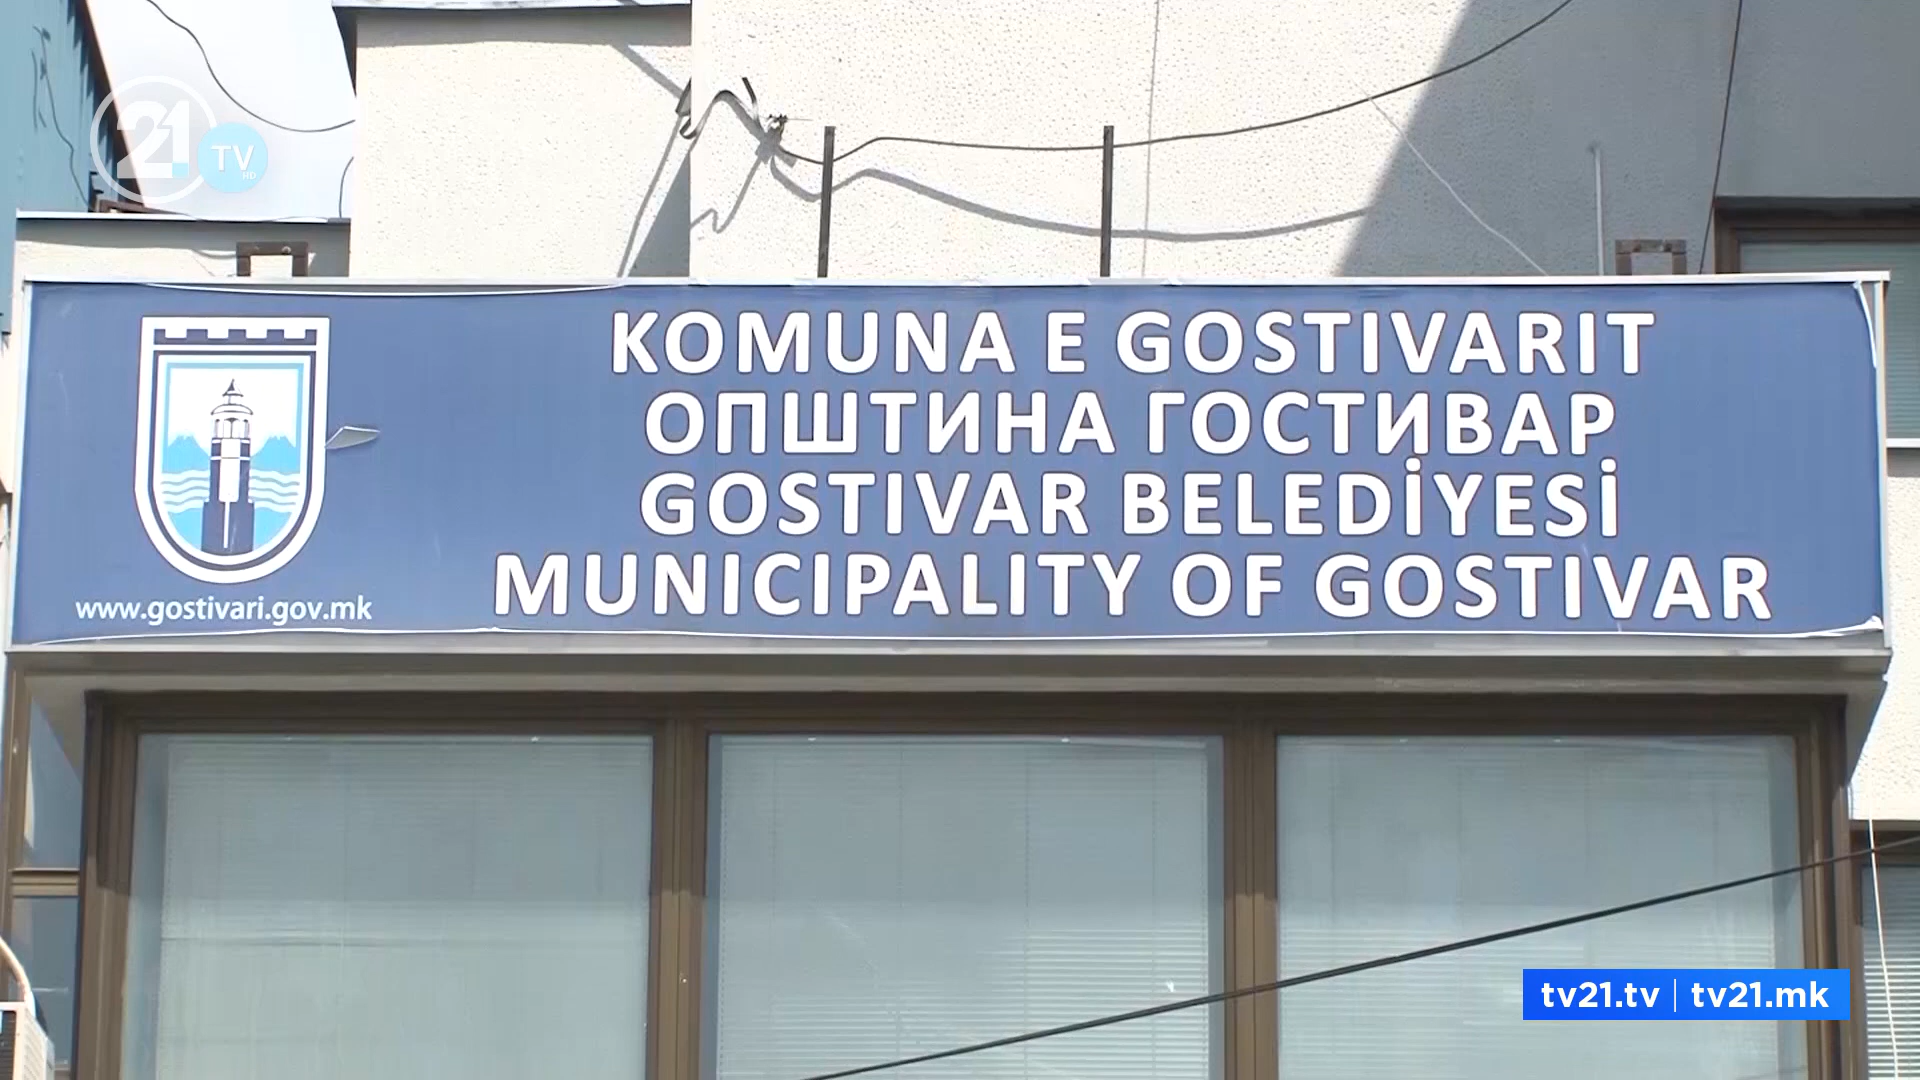 21 TV HD
KOMUNA E GOSTIVARIT
ОПШТИНА ГОСТИВАР
GOSTIVAR BELEDİYESİ
MUNICIPALITY OF GOSTIVAR
www.gostivari.gov.mk
tv21.tv | tv21.mk